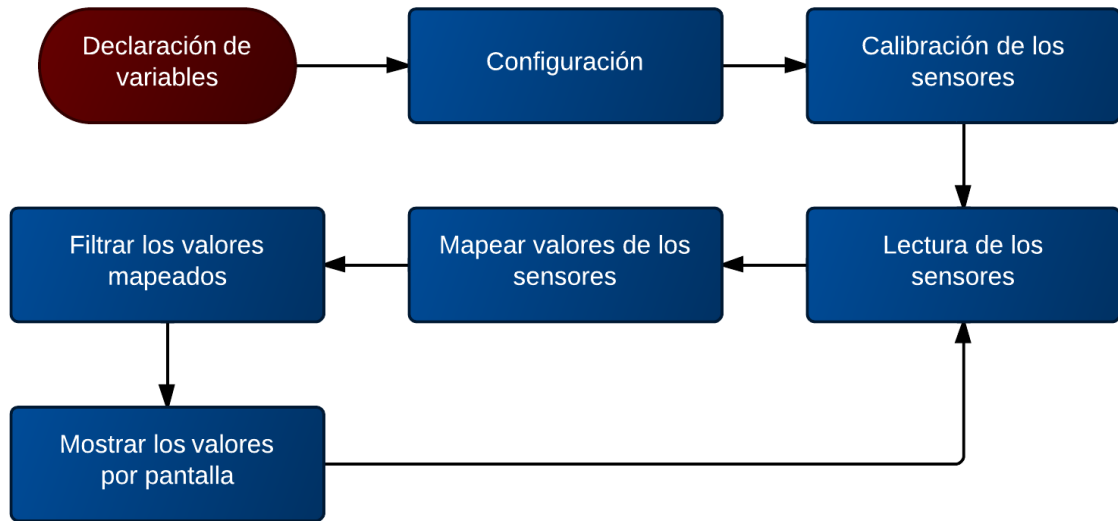 Declaración de
variables
Configuración
Calibración de los
sensores
Lectura de los
sensores
Mapear valores de los
sensores
Filtrar los valores
mapeados
Mostrar los valores
por pantalla